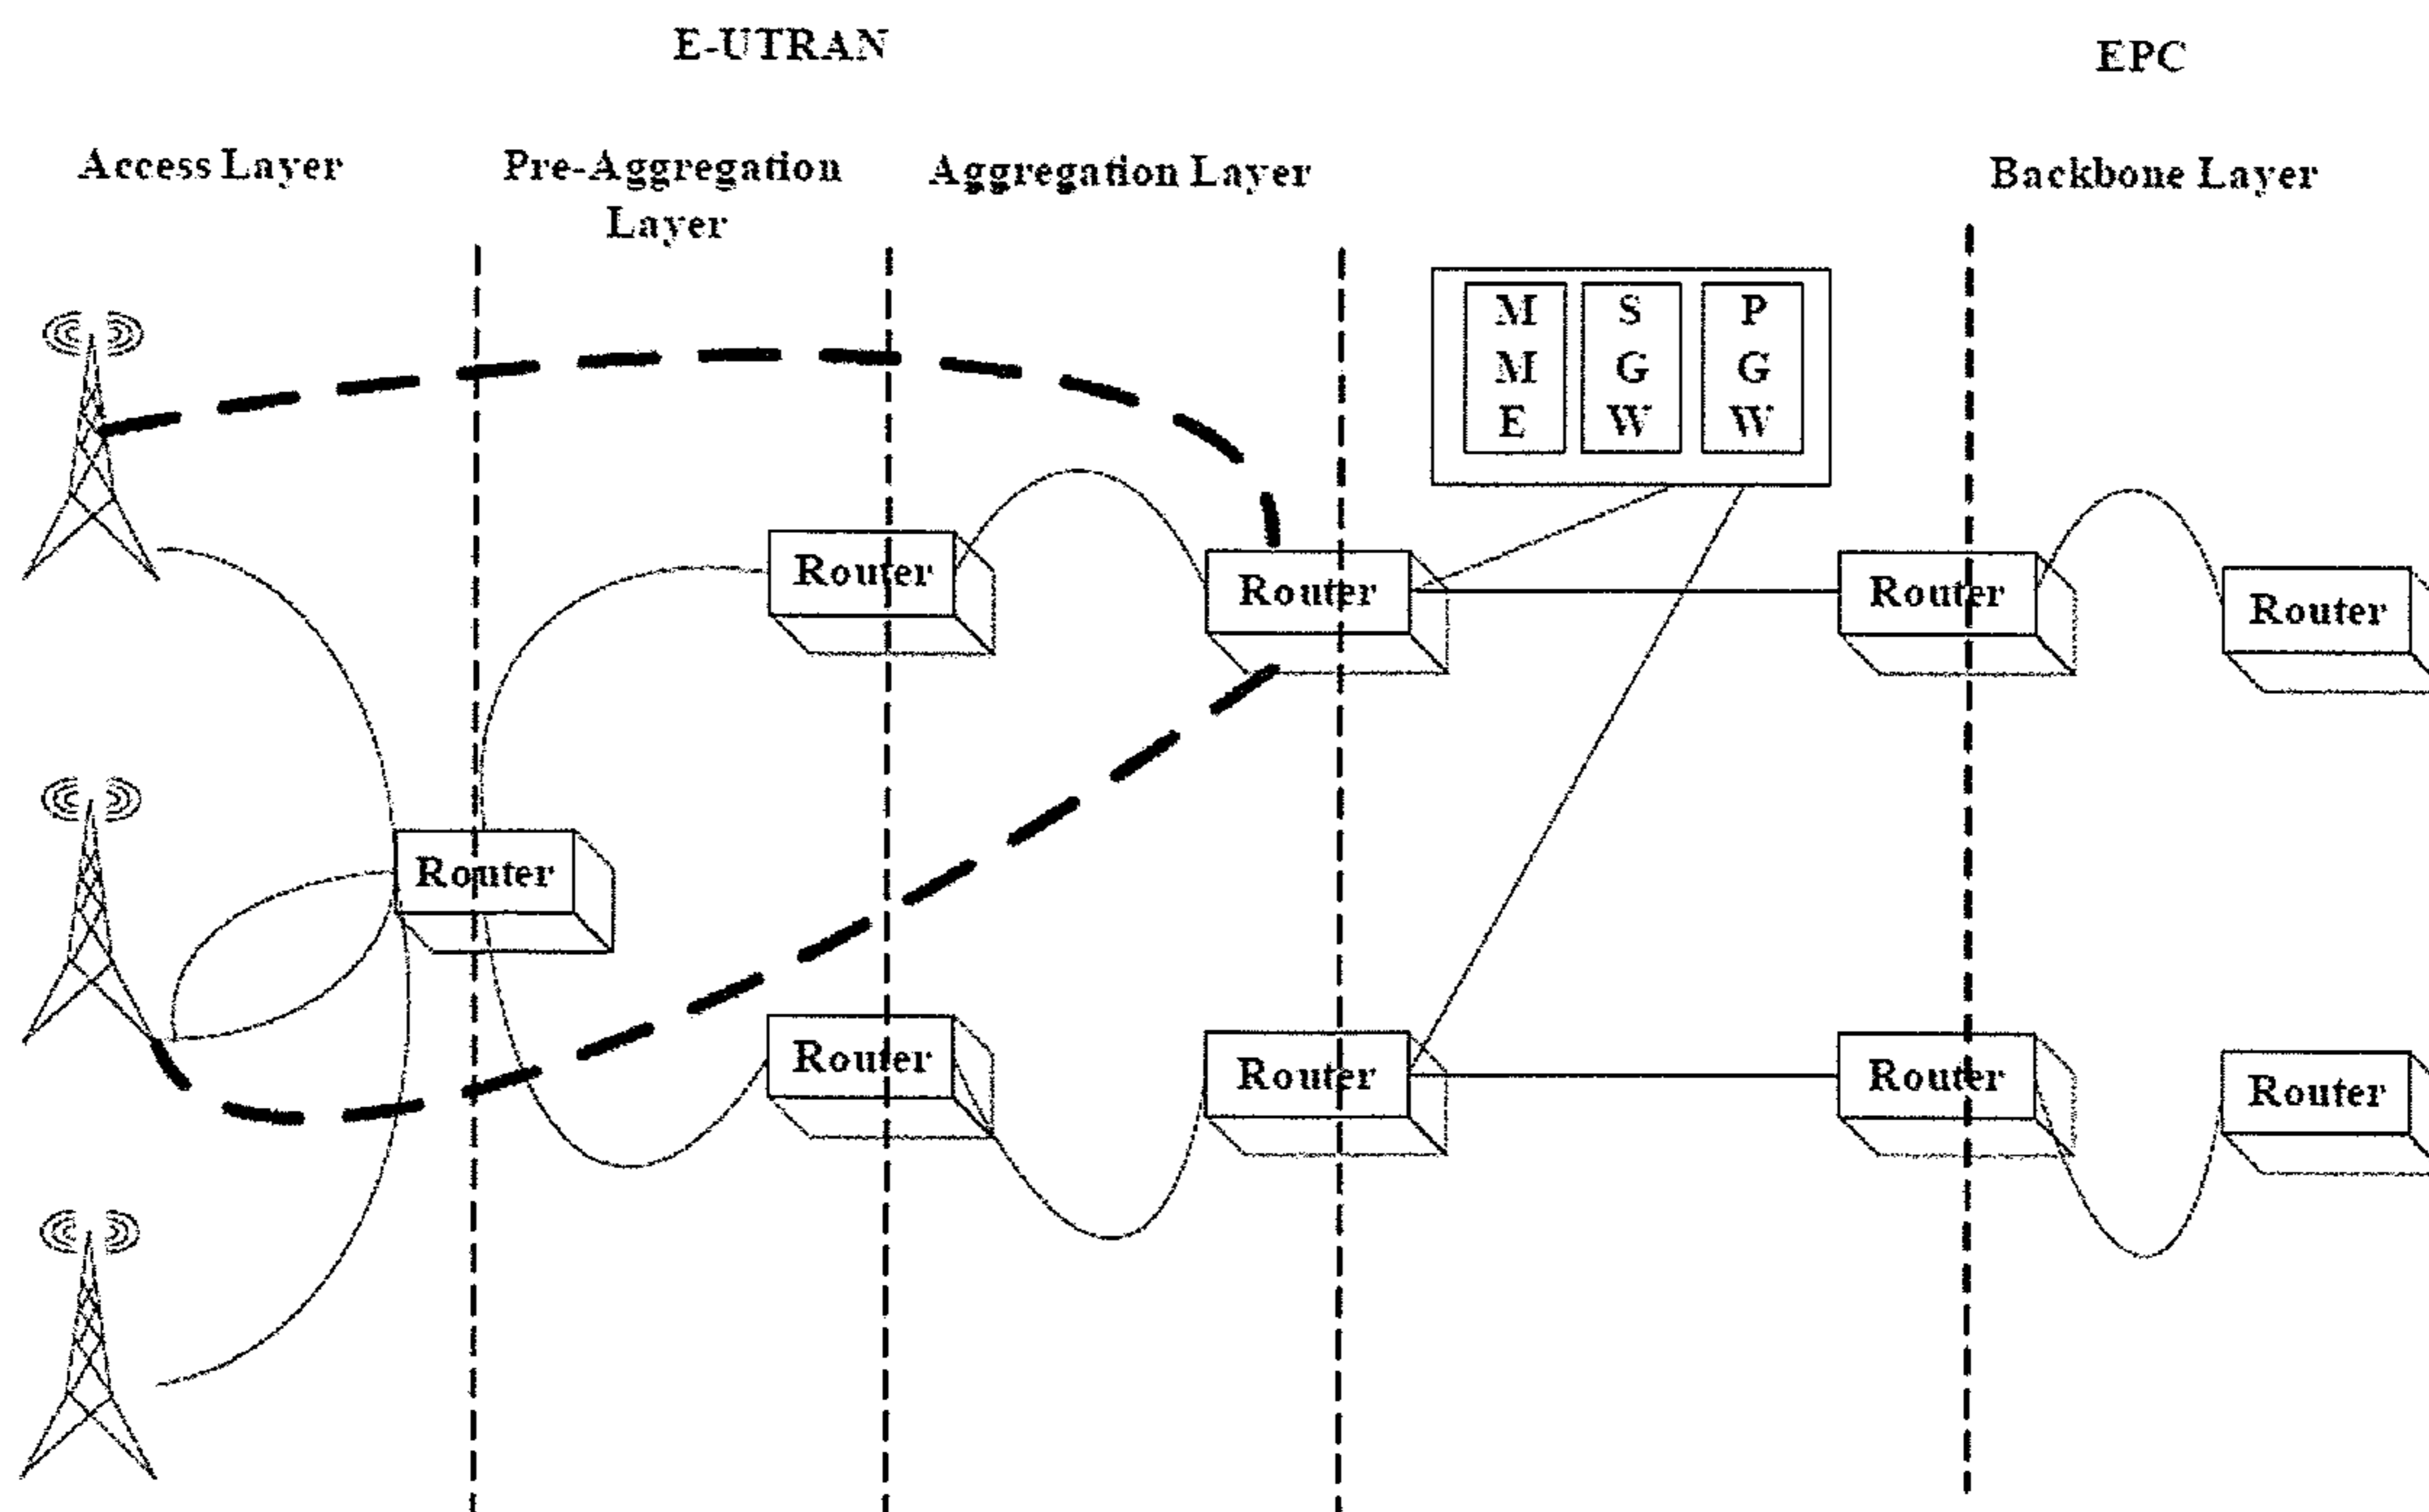 E-UTRAN
EPC
Access Layer
Pre-Aggregation
Layer
Aggregation Layer
Backbone Layer
M
M
E
S
G
W
P
G
W
Router
Router
Router
Router
Router
Router
Router
Router
Router